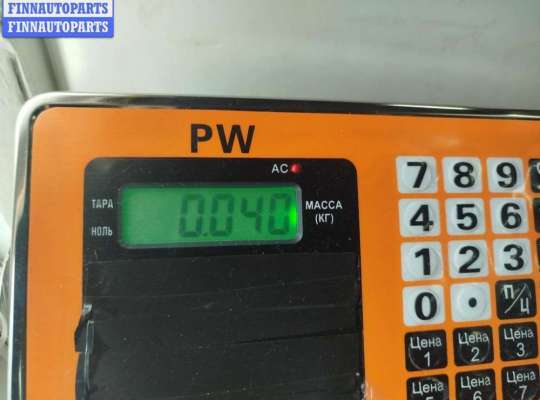 FINNAUTOPARTS
FINNAUTOPARTS
PW
AC
7 8 9
ТАРА
0.040
МАССА
(КГ)
НОЛЬ
4 5 6
1 2 3
0 . П/Ц
Цена 1
Цена 2
Цена 3
Цена 6
Цена 7